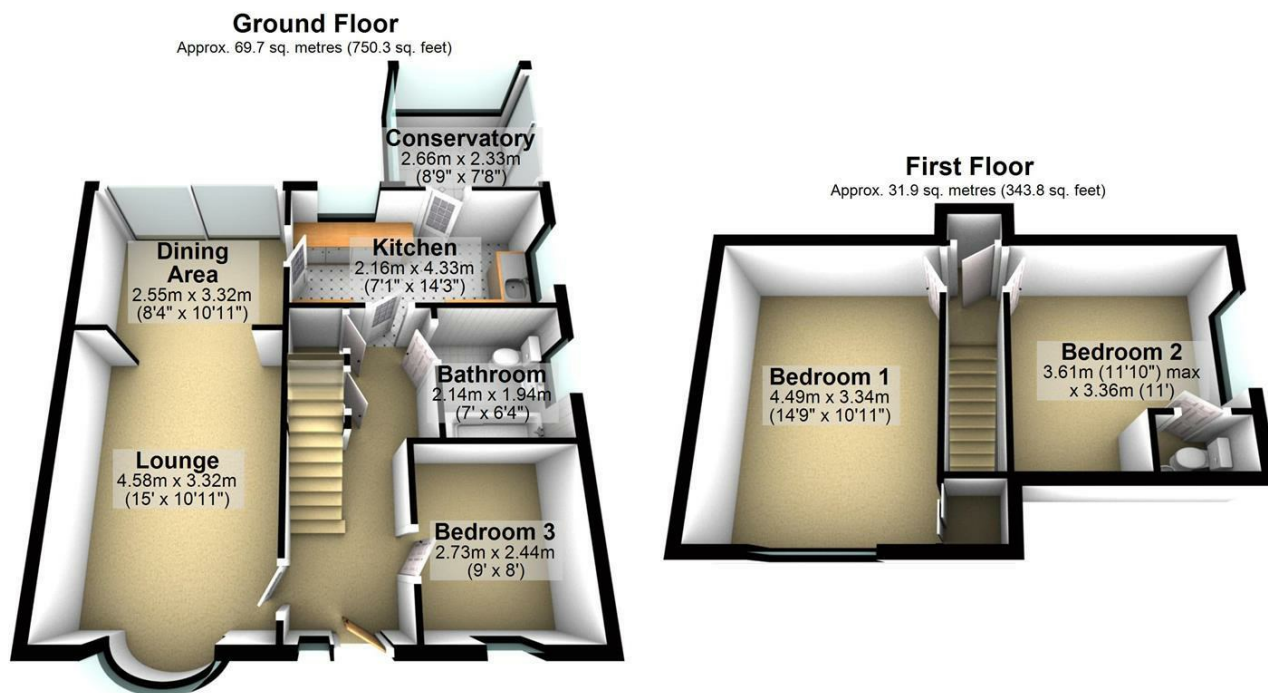 Ground Floor
Approx. 69.7 sq. metres (750.3 sq. feet)
Conservatory
2.66m x 2.33m
(8'9" x 7'8")
Dining
Area
2.55m x 3.32m
(8'4" x 10'11")
Kitchen
2.16m x 4.33m
(7'1" x 14'3")
Bathroom
2.14m x 1.94m
(7' x 6'4")
Lounge
4.58m x 3.32m
(15' x 10'11")
Bedroom 3
2.73m x 2.44m
(9' x 8')
First Floor
Approx. 31.9 sq. metres (343.8 sq. feet)
Bedroom 1
4.49m x 3.34m
(14'9" x 10'11")
Bedroom 2
3.61m (11'10") max
x 3.36m (11')